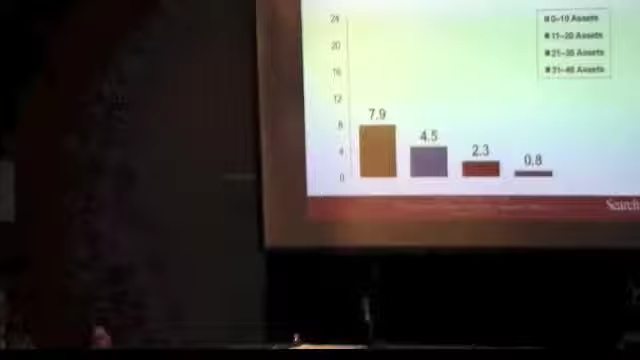 24
20
16
12
8
4
0
0-10 Assets
11-20 Assets
21-30 Assets
31-40 Assets
7.9
4.5
2.3
0.8
Search